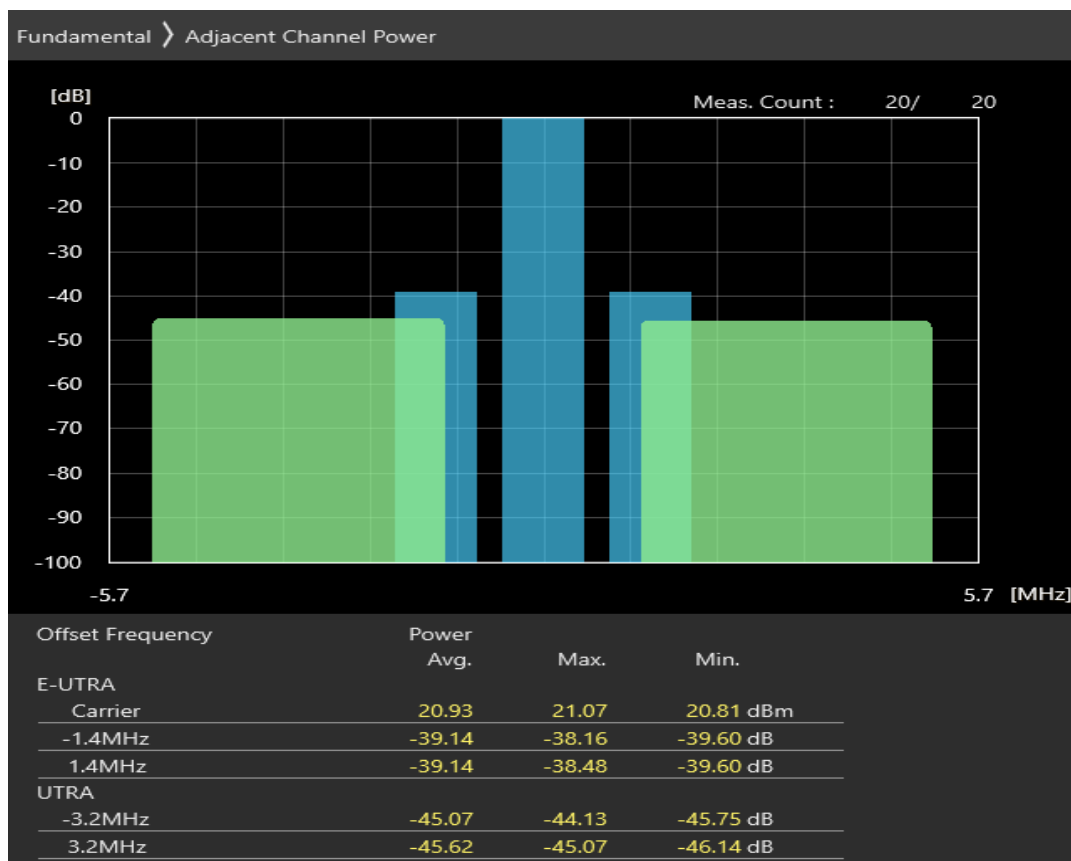 Fundamental 〉 Adjacent Channel Power
[dB]
Meas. Count : 20/ 20
0
-10
-20
-30
-40
-50
-60
-70
-80
-90
-100
-5.7 5.7 [MHz]
Offset Frequency Power
Avg. Max. Min.
E-UTRA
Carrier 20.93 21.07 20.81 dBm
-1.4MHz -39.14 -38.16 -39.60 dB
1.4MHz -39.14 -38.48 -39.60 dB
UTRA
-3.2MHz -45.07 -44.13 -45.75 dB
3.2MHz -45.62 -45.07 -46.14 dB